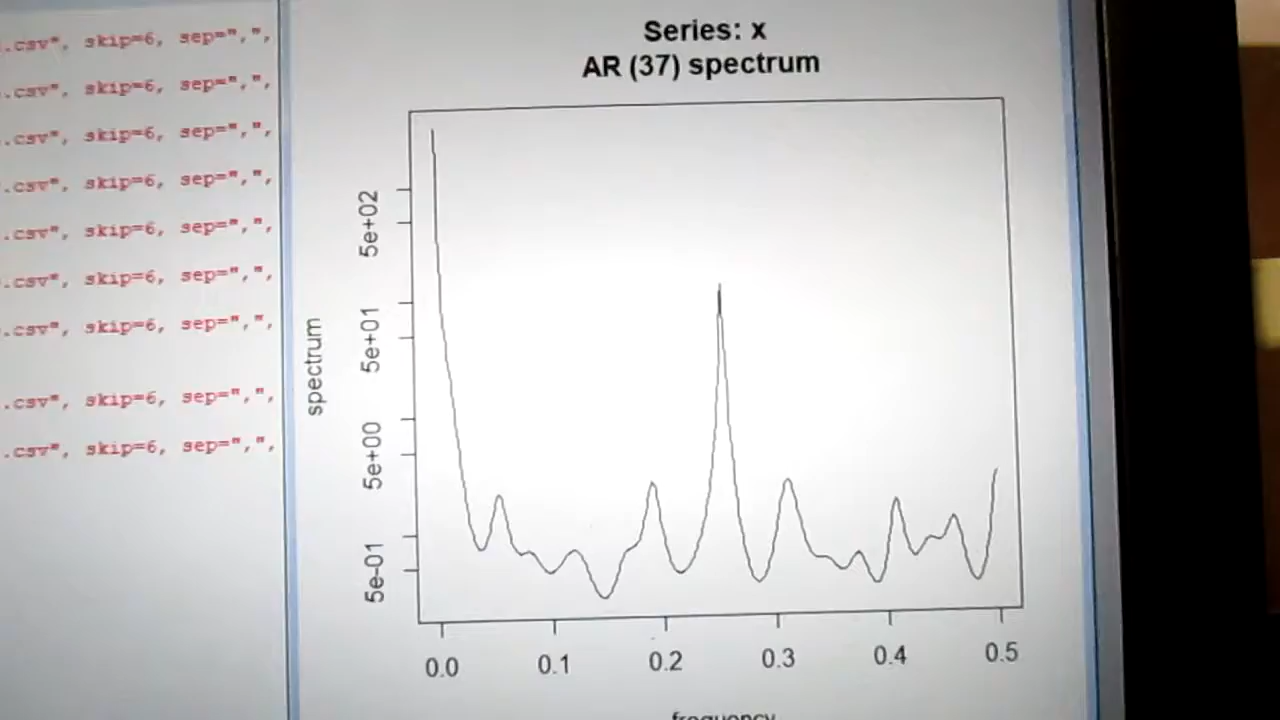 .csv", skip=6, sep=",",
.csv", skip=6, sep=",",
.csv", skip=6, sep=",",
.csv", skip=6, sep=",",
.csv", skip=6, sep=",",
.csv", skip=6, sep=",",
.csv", skip=6, sep=",",
.csv", skip=6, sep=",",
.csv", skip=6, sep=",",
Series: x
AR (37) spectrum
spectrum
5e+02
5e+01
5e+00
5e-01
0.0 0.1 0.2 0.3 0.4 0.5
frequency